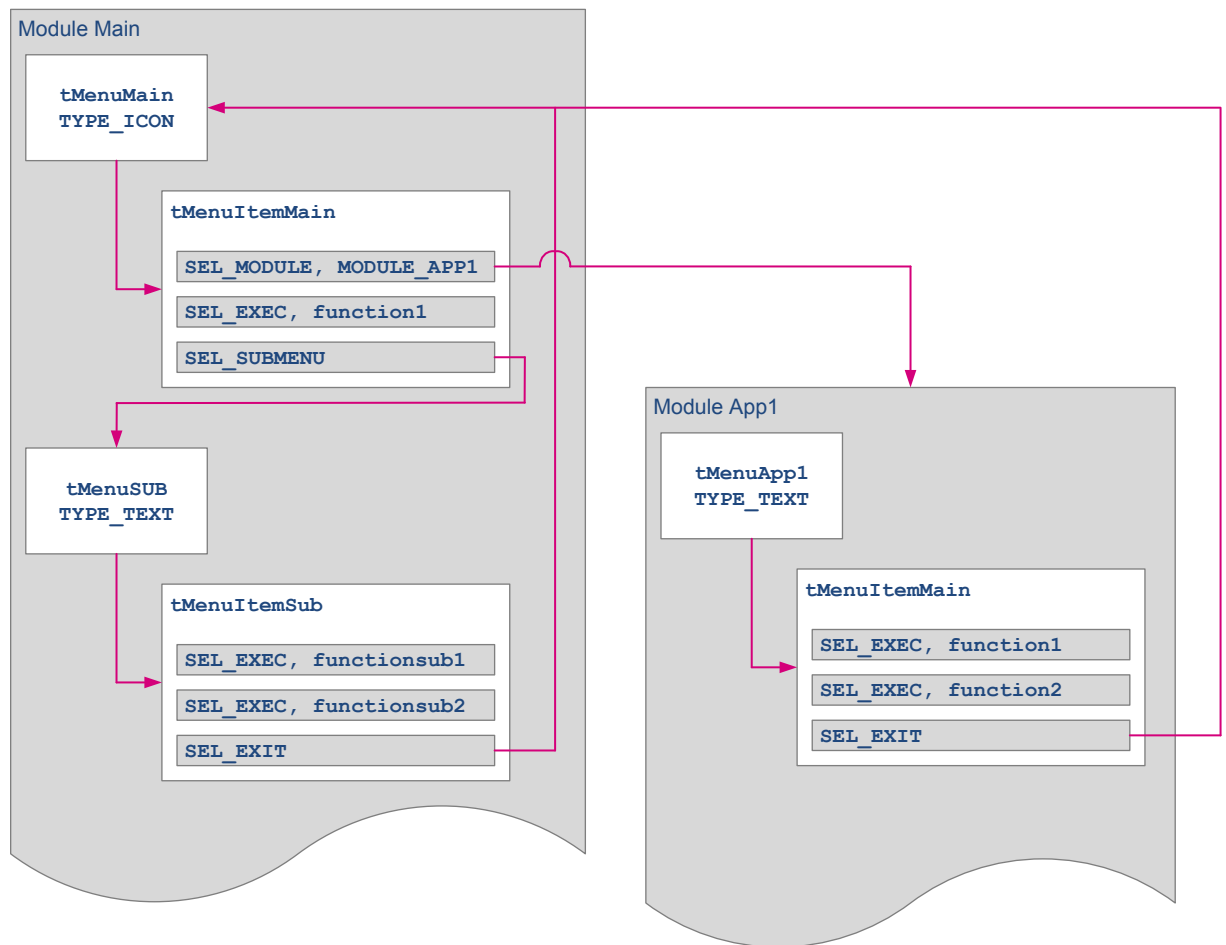 Module Main
tMenuMain
TYPE_ICON
tMenuItemMain
SEL_MODULE, MODULE_APP1
SEL_EXEC, function1
SEL_SUBMENU
tMenuSUB
TYPE_TEXT
tMenuItemSub
SEL_EXEC, functionsub1
SEL_EXEC, functionsub2
SEL_EXIT
Module App1
tMenuApp1
TYPE_TEXT
tMenuItemMain
SEL_EXEC, function1
SEL_EXEC, function2
SEL_EXIT